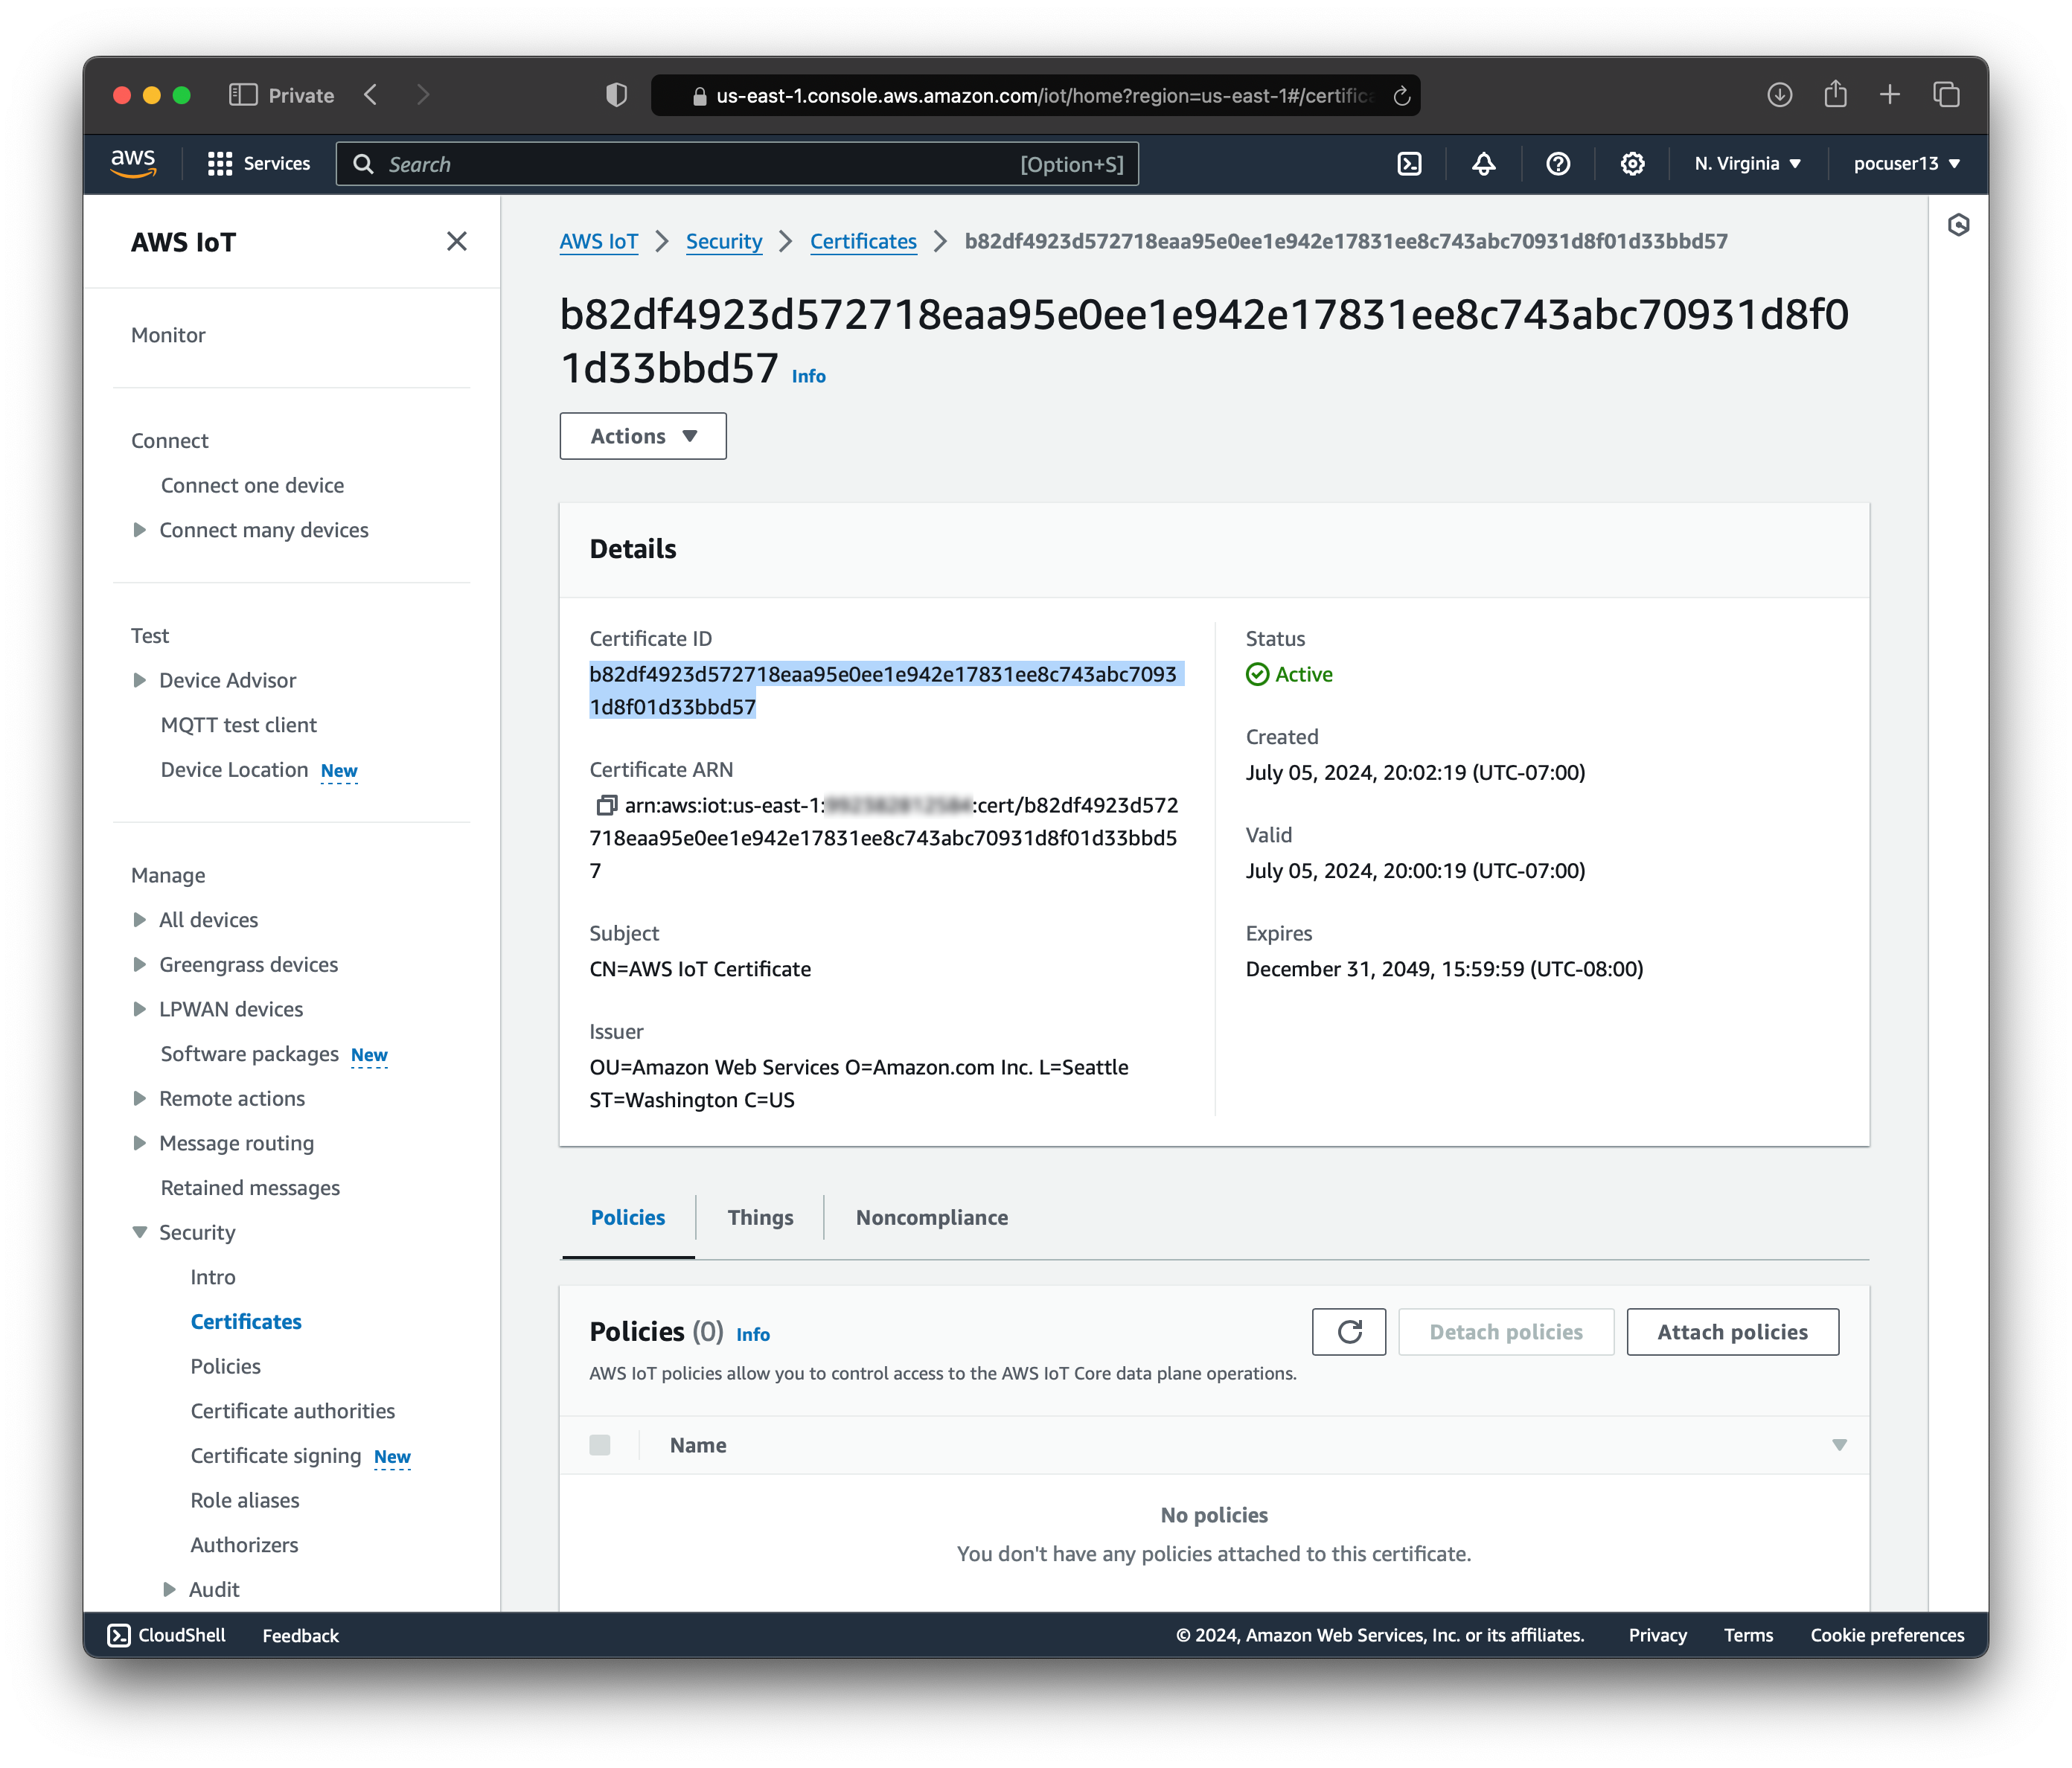 Private
us-east-1.console.aws.amazon.com/iot/home?region=us-east-1#/certific
aws
Services
Search
[Option+S]
N. Virginia
pocuser13
AWS IoT
Monitor
Connect
Connect one device
Connect many devices
Test
Device Advisor
MQTT test client
Device Location New
Manage
All devices
Greengrass devices
LPWAN devices
Software packages New
Remote actions
Message routing
Retained messages
Security
Intro
Certificates
Policies
Certificate authorities
Certificate signing New
Role aliases
Authorizers
Audit
AWS IoT > Security > Certificates > b82df4923d572718eaa95e0ee1e942e17831ee8c743abc70931d8f01d33bbd57
b82df4923d572718eaa95e0ee1e942e17831ee8c743abc70931d8f0
1d33bbd57 Info
Actions
Details
Certificate ID
b82df4923d572718eaa95e0ee1e942e17831ee8c743abc7093
1d8f01d33bbd57
Certificate ARN
arn:aws:iot:us-east-1: :cert/b82df4923d572
718eaa95e0ee1e942e17831ee8c743abc70931d8f01d33bbd5
7
Subject
CN=AWS IoT Certificate
Issuer
OU=Amazon Web Services O=Amazon.com Inc. L=Seattle
ST=Washington C=US
Status
Active
Created
July 05, 2024, 20:02:19 (UTC-07:00)
Valid
July 05, 2024, 20:00:19 (UTC-07:00)
Expires
December 31, 2049, 15:59:59 (UTC-08:00)
Policies
Things
Noncompliance
Policies (0) Info
Detach policies
Attach policies
AWS IoT policies allow you to control access to the AWS IoT Core data plane operations.
Name
No policies
You don't have any policies attached to this certificate.
CloudShell
Feedback
© 2024, Amazon Web Services, Inc. or its affiliates.
Privacy
Terms
Cookie preferences